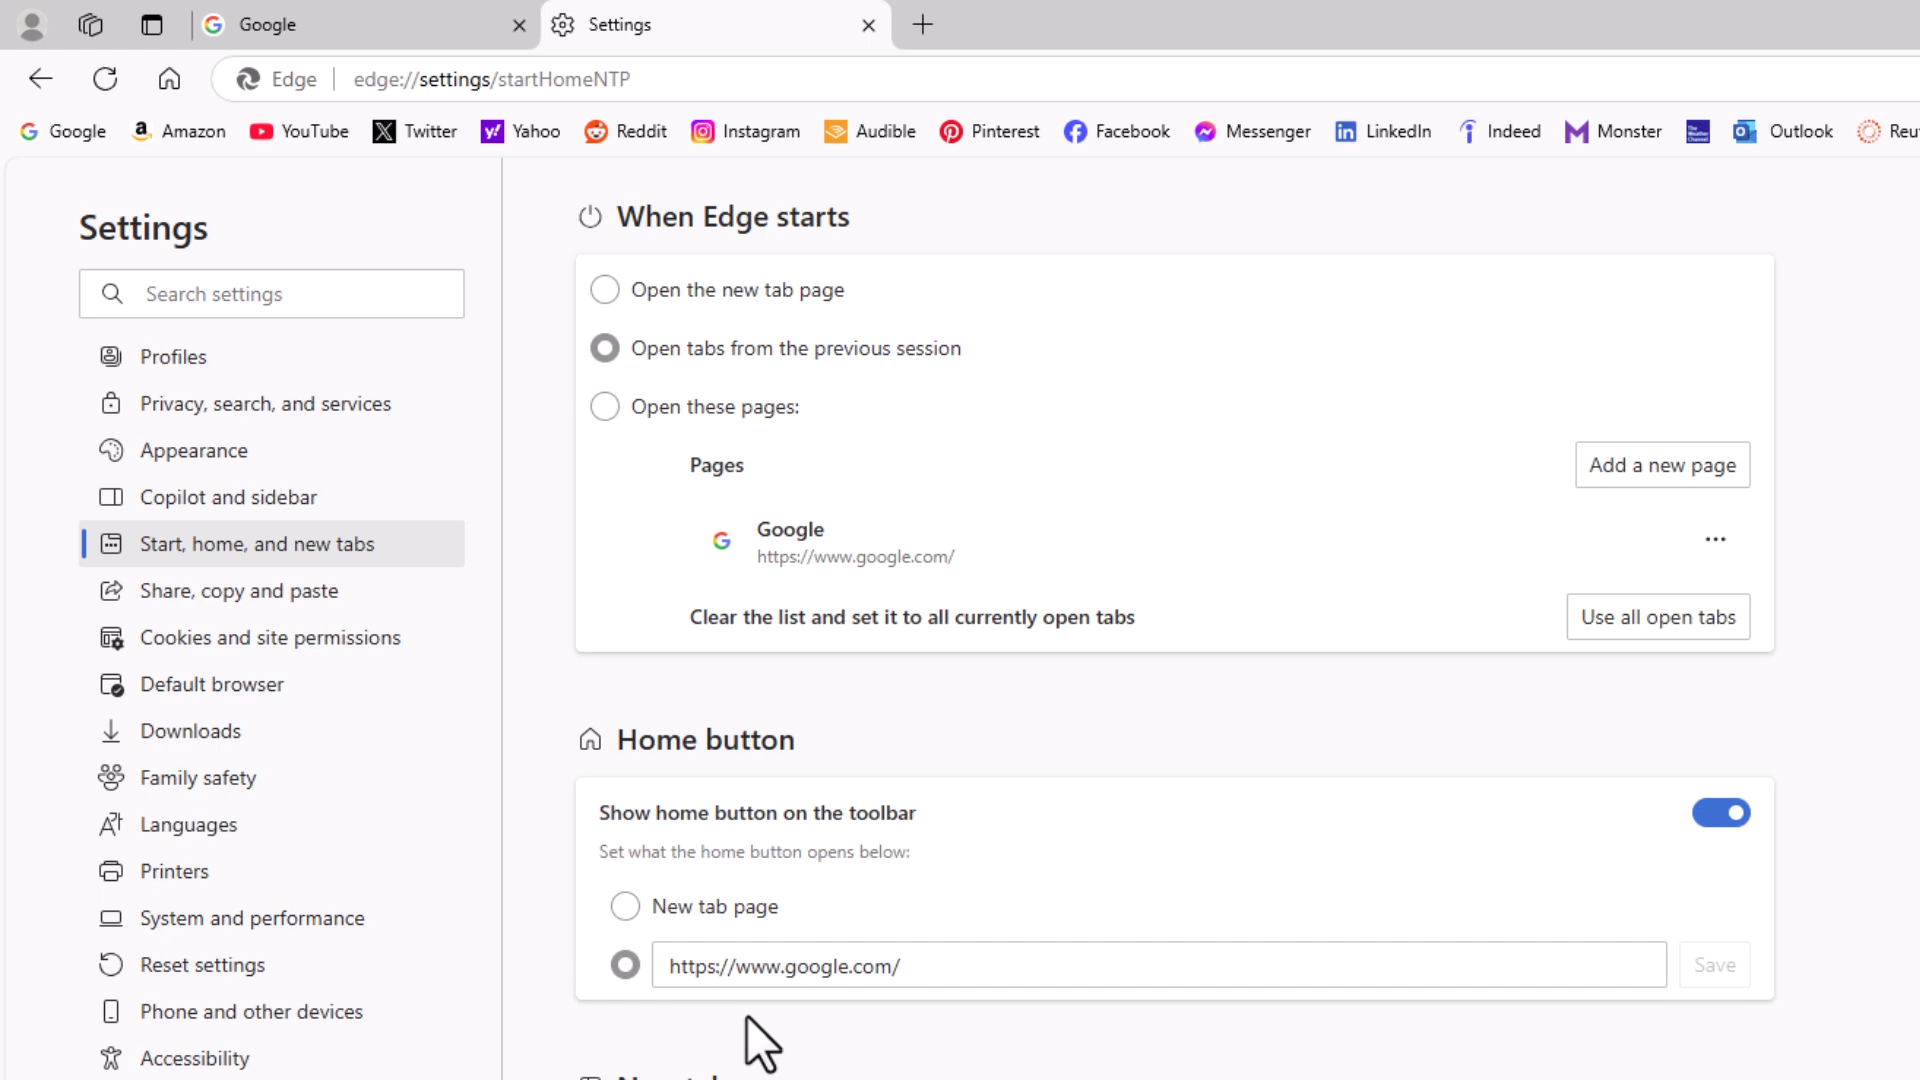 Google
Settings
Edge
edge://settings/startHomeNTP
Google
Amazon
YouTube
Twitter
Yahoo
Reddit
Instagram
Audible
Pinterest
Facebook
Messenger
LinkedIn
Indeed
Monster
Outlook
Reu
Settings
Search settings
Profiles
Privacy, search, and services
Appearance
Copilot and sidebar
Start, home, and new tabs
Share, copy and paste
Cookies and site permissions
Default browser
Downloads
Family safety
Languages
Printers
System and performance
Reset settings
Phone and other devices
Accessibility
When Edge starts
Open the new tab page
Open tabs from the previous session
Open these pages:
Pages
Add a new page
Google
https://www.google.com/
Clear the list and set it to all currently open tabs
Use all open tabs
Home button
Show home button on the toolbar
Set what the home button opens below:
New tab page
https://www.google.com/
Save